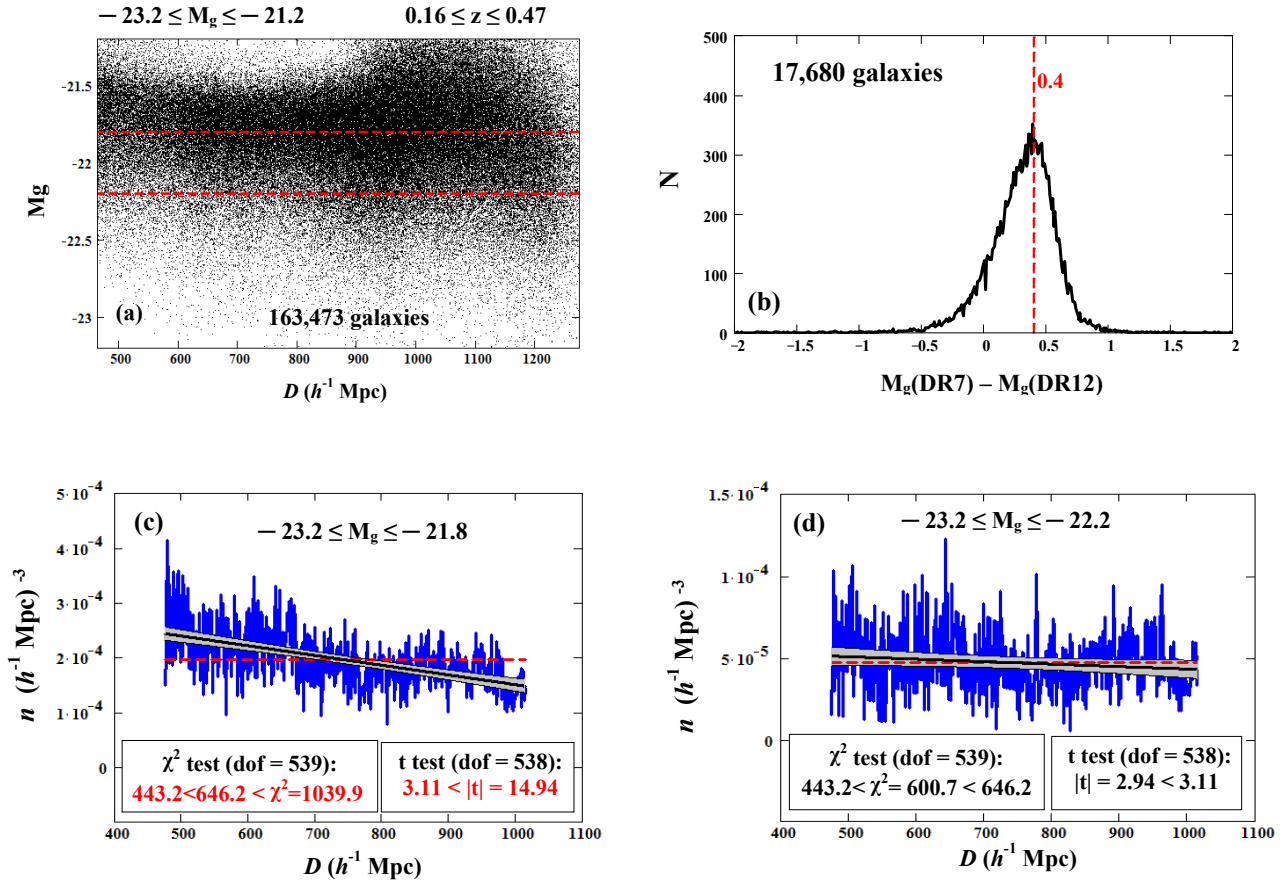 — 23.2 ≤ Mg ≤ — 21.2
0.16 ≤ z ≤ 0.47
Mg
-21.5
-22
-22.5
-23
(a)
163,473 galaxies
500 600 700 800 900 1000 1100 1200
D (h⁻¹ Mpc)
N
500
400
300
200
100
0
17,680 galaxies
0.4
(b)
−2 −1.5 −1 −0.5 0 0.5 1 1.5 2
Mg(DR7) – Mg(DR12)
n (h⁻¹ Mpc) ⁻³
5·10⁻⁴
4·10⁻⁴
3·10⁻⁴
2·10⁻⁴
1·10⁻⁴
0
(c)
— 23.2 ≤ Mg ≤ — 21.8
χ² test (dof = 539):
443.2<646.2 < χ²=1039.9
t test (dof = 538):
3.11 < |t| = 14.94
400 500 600 700 800 900 1000 1100
D (h⁻¹ Mpc)
n (h⁻¹ Mpc) ⁻³
1.5·10⁻⁴
1·10⁻⁴
5·10⁻⁵
0
(d)
— 23.2 ≤ Mg ≤ — 22.2
χ² test (dof = 539):
443.2< χ²= 600.7 < 646.2
t test (dof = 538):
|t| = 2.94 < 3.11
400 500 600 700 800 900 1000 1100
D (h⁻¹ Mpc)